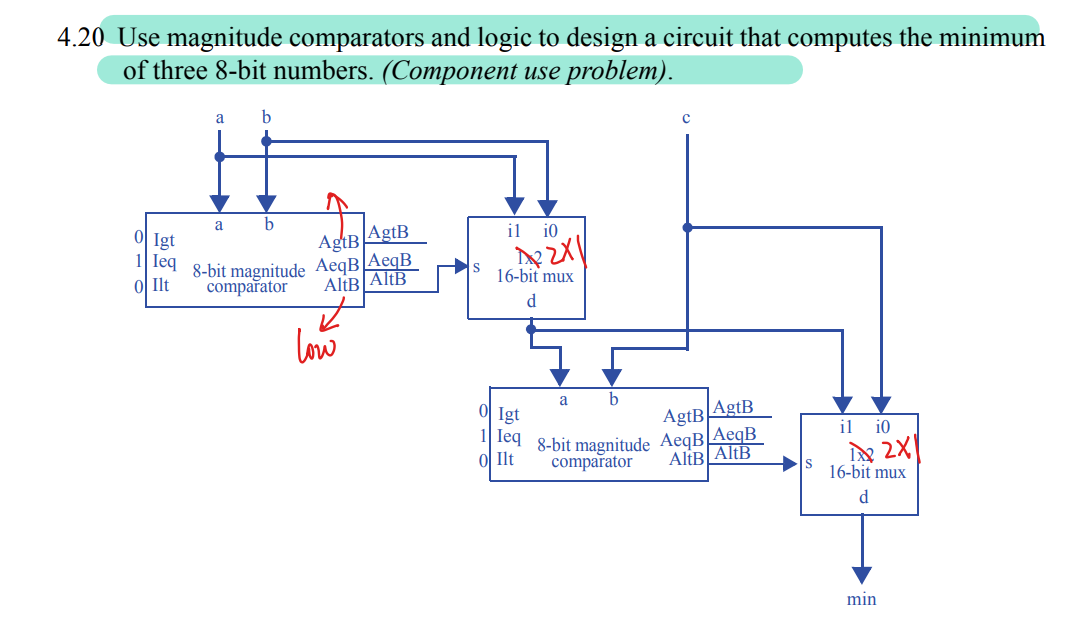 4.20 Use magnitude comparators and logic to design a circuit that computes the minimum
of three 8-bit numbers. (Component use problem).
a b c
a b
0 Igt AgtB AgtB
1 Ieq 8-bit magnitude AeqB AeqB
0 Ilt comparator AltB AltB
i1 i0
1x2 2X1
s 16-bit mux
d
low
a b
0 Igt AgtB AgtB
1 Ieq 8-bit magnitude AeqB AeqB
0 Ilt comparator AltB AltB
i1 i0
1x2 2X1
s 16-bit mux
d
min